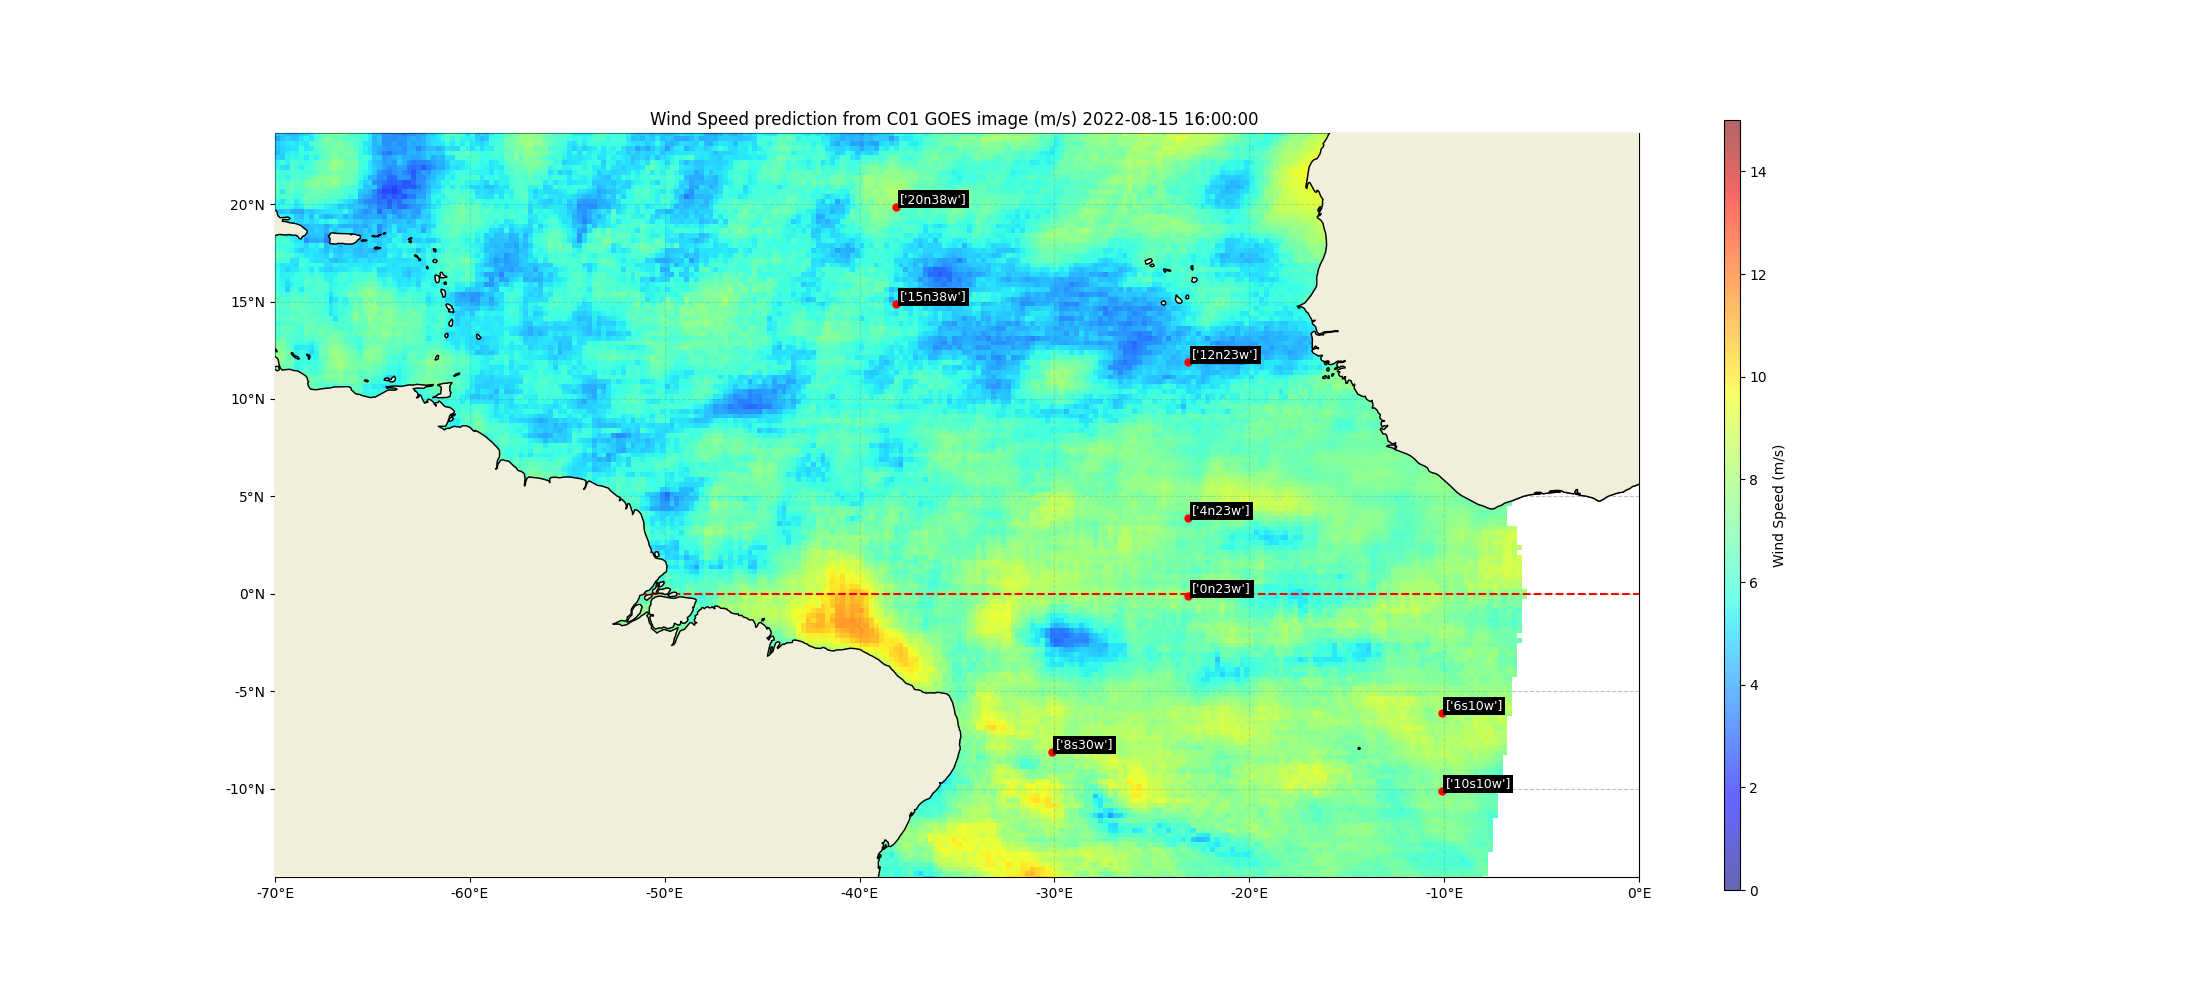 Wind Speed prediction from C01 GOES image (m/s) 2022-08-15 16:00:00
20°N
15°N
10°N
5°N
0°N
-5°N
-10°N
['20n38w']
['15n38w']
['12n23w']
['4n23w']
['0n23w']
['6s10w']
['8s30w']
['10s10w']
-70°E
-60°E
-50°E
-40°E
-30°E
-20°E
-10°E
0°E
14
12
10
8
6
4
2
0
Wind Speed (m/s)